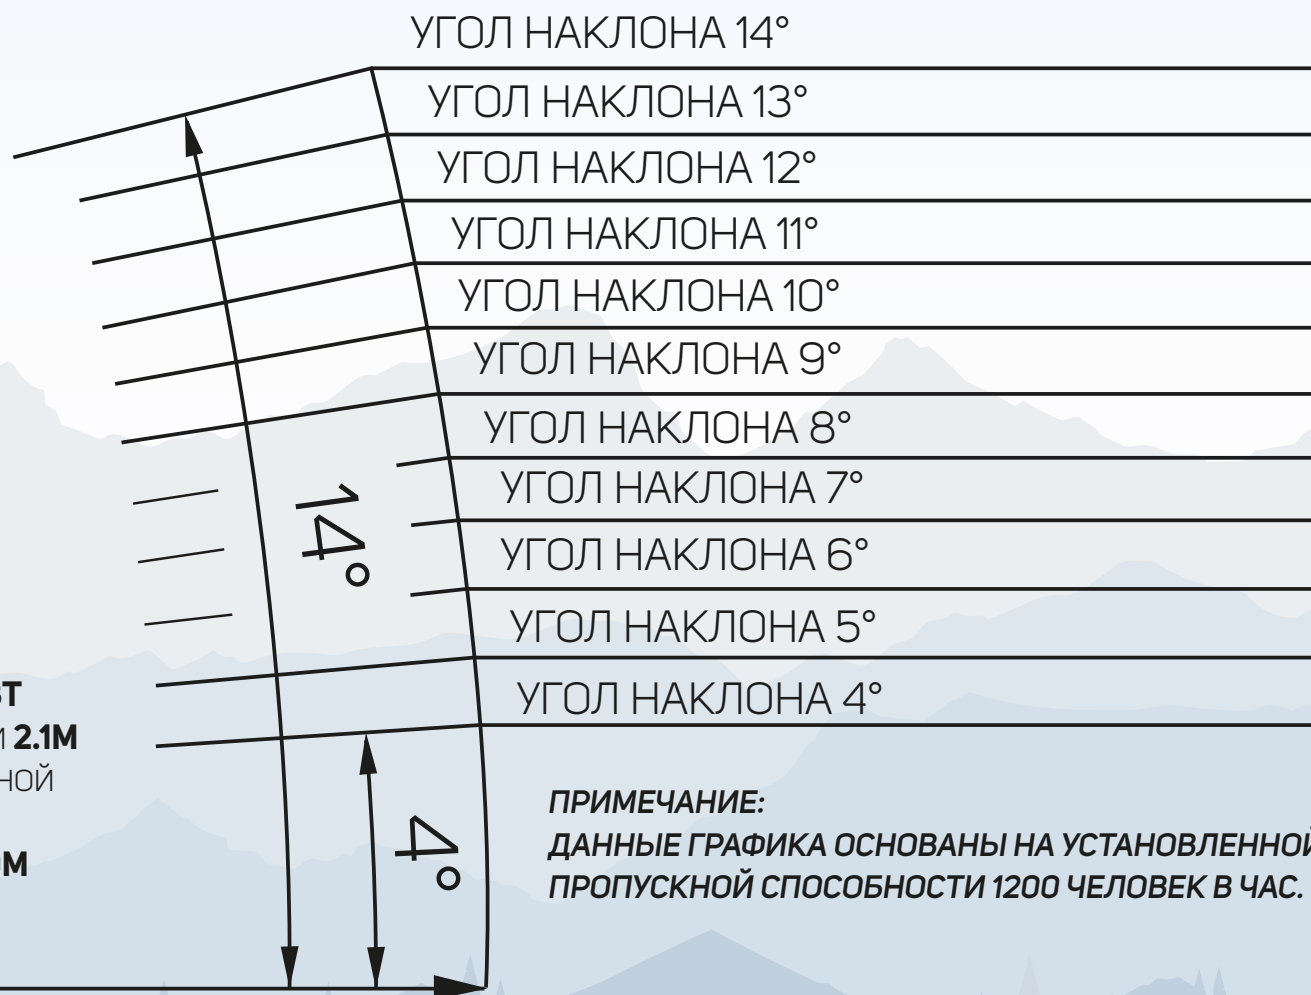 УГОЛ НАКЛОНА 14°
УГОЛ НАКЛОНА 13°
УГОЛ НАКЛОНА 12°
УГОЛ НАКЛОНА 11°
УГОЛ НАКЛОНА 10°
УГОЛ НАКЛОНА 9°
УГОЛ НАКЛОНА 8°
УГОЛ НАКЛОНА 7°
14°
УГОЛ НАКЛОНА 6°
УГОЛ НАКЛОНА 5°
УГОЛ НАКЛОНА 4°
2.1М
4°
ПРИМЕЧАНИЕ:
ДАННЫЕ ГРАФИКА ОСНОВАНЫ НА УСТАНОВЛЕННОЙ
ПРОПУСКНОЙ СПОСОБНОСТИ 1200 ЧЕЛОВЕК В ЧАС.